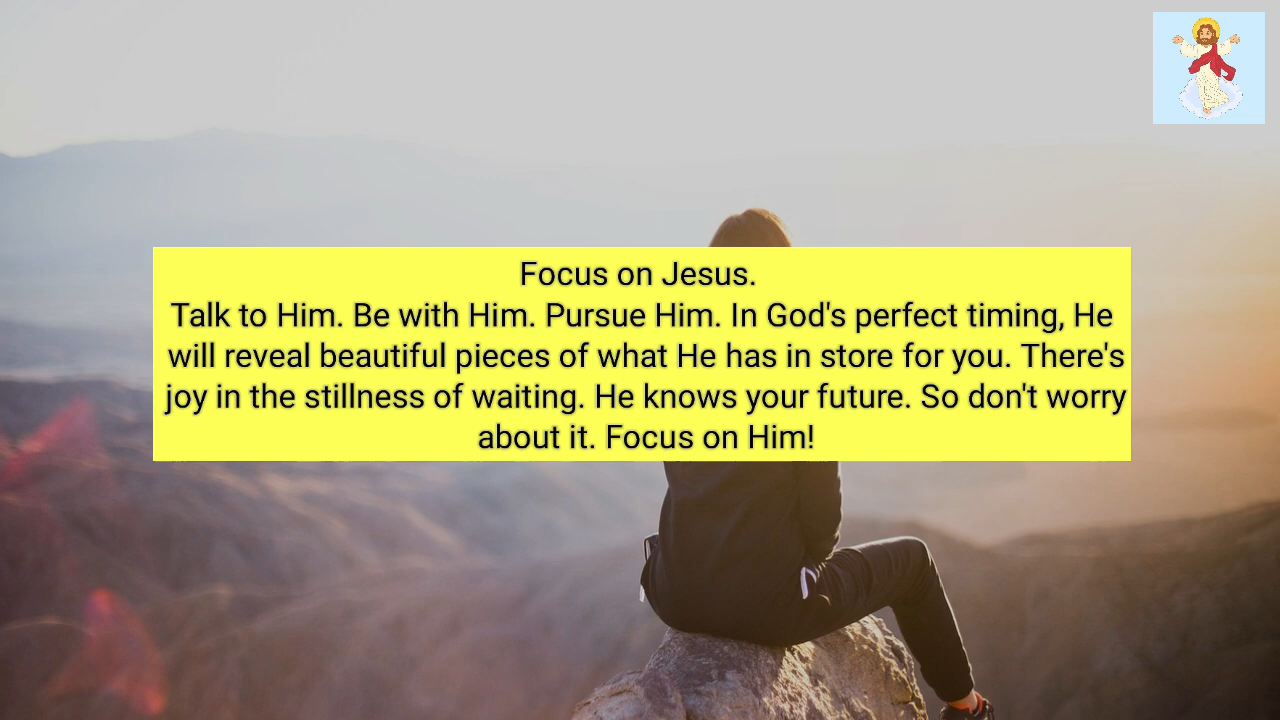 Focus on Jesus.
Talk to Him. Be with Him. Pursue Him. In God's perfect timing, He
will reveal beautiful pieces of what He has in store for you. There's
joy in the stillness of waiting. He knows your future. So don't worry
about it. Focus on Him!